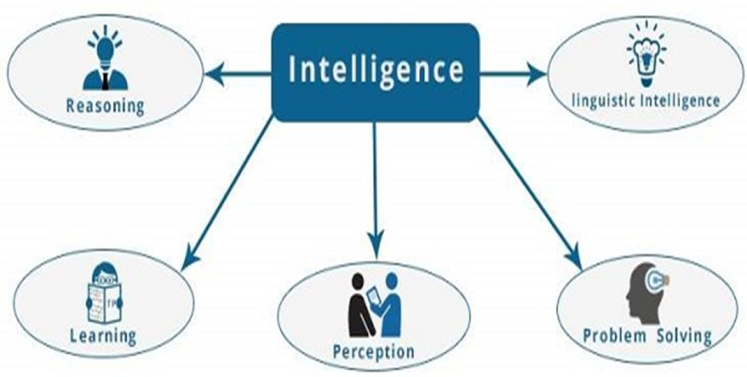 Intelligence
Reasoning
linguistic Intelligence
Learning
Perception
Problem Solving